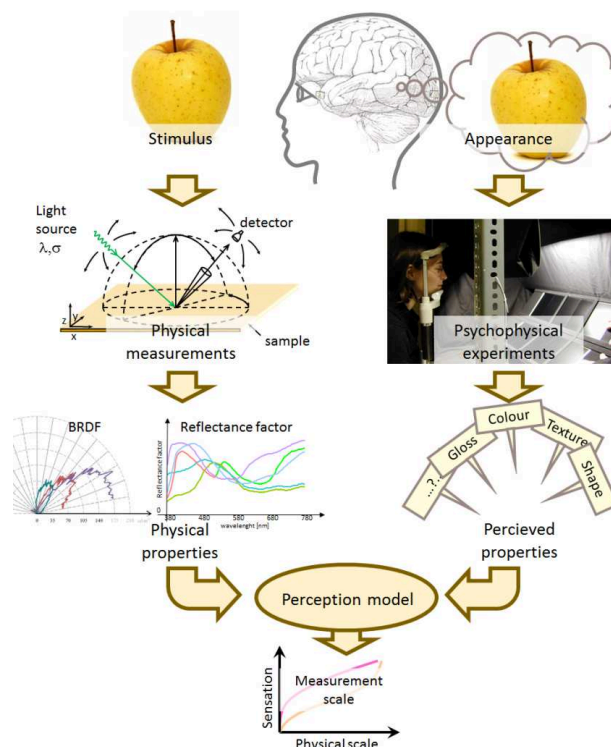 Stimulus
Appearance
Light
source
λ,σ
detector
z
y
x
sample
Physical
measurements
Psychophysical
experiments
BRDF
Reflectance factor
Reflectance factor
0
380 480 580 680 780
wavelenght [nm]
Physical
properties
...?...
Gloss
Colour
Texture
Shape
Percieved
properties
Perception model
Measurement
scale
Sensation
Physical scale